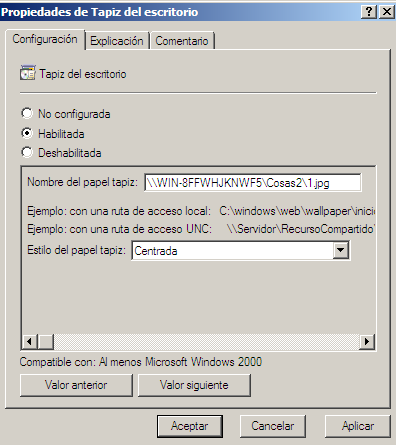 Propiedades de Tapiz del escritorio
Configuración Explicación Comentario
Tapiz del escritorio
No configurada
Habilitada
Deshabilitada
Nombre del papel tapiz: \\WIN-8FFWHJKNWF5\Cosas2\1.jpg
Ejemplo: con una ruta de acceso local: C:\windows\web\wallpaper\inici
Ejemplo: con una ruta de acceso UNC: \\Servidor\RecursoCompartido\
Estilo del papel tapiz: Centrada
Compatible con: Al menos Microsoft Windows 2000
Valor anterior Valor siguiente
Aceptar Cancelar Aplicar